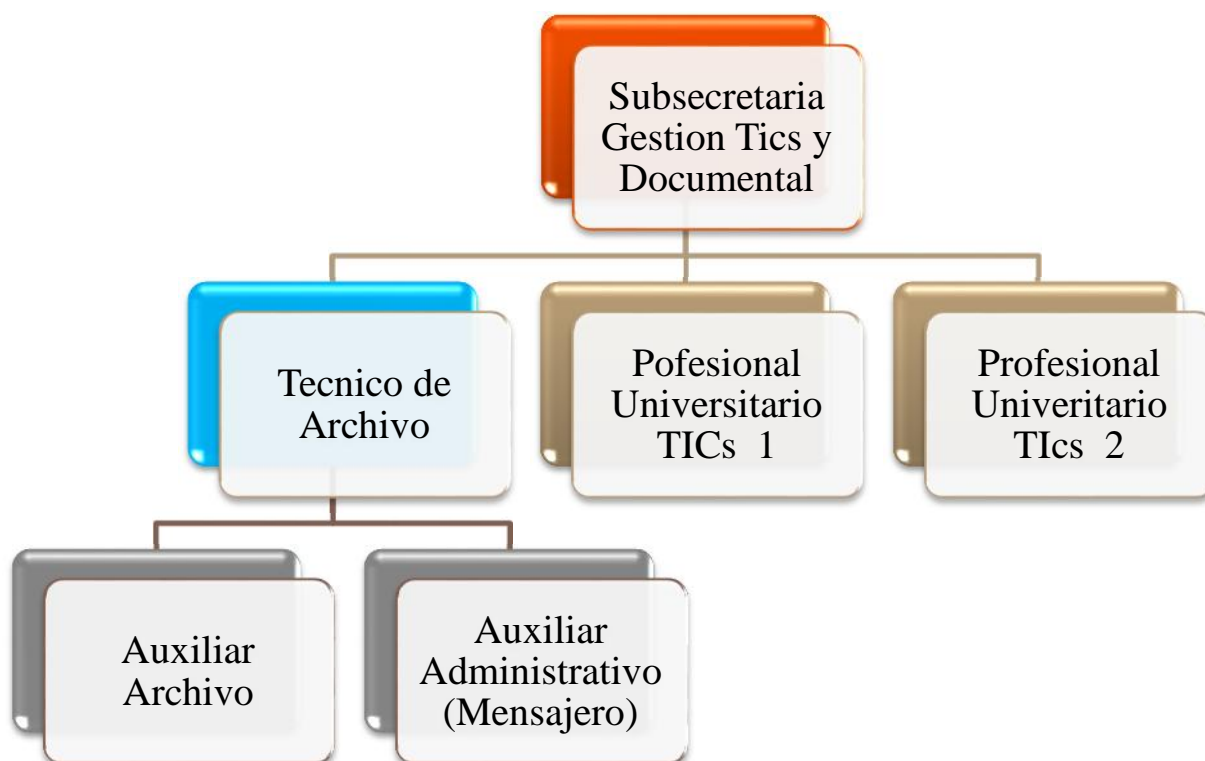 Subsecretaria
Gestion Tics y
Documental
Tecnico de
Archivo
Pofesional
Universitario
TICs 1
Profesional
Univeritario
TIcs 2
Auxiliar
Archivo
Auxiliar
Administrativo
(Mensajero)